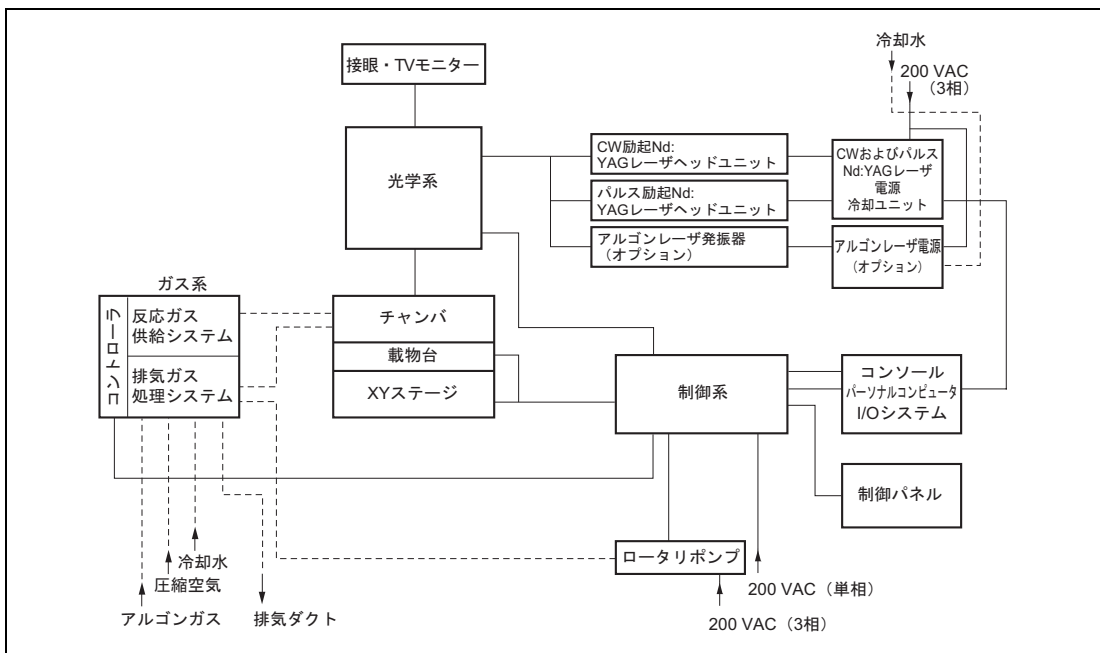 冷却水
200 VAC
（3相）
接眼・TVモニター
光学系
CW励起Nd:
YAGレーザヘッドユニット
パルス励起Nd:
YAGレーザヘッドユニット
アルゴンレーザ発振器
（オプション）
CWおよびパルス
Nd:YAGレーザ
電源
冷却ユニット
アルゴンレーザ電源
（オプション）
ガス系
コントローラ
反応ガス
供給システム
排気ガス
処理システム
チャンバ
載物台
XYステージ
制御系
コンソール
パーソナルコンピュータ
I/Oシステム
制御パネル
ロータリポンプ
冷却水
圧縮空気
アルゴンガス
排気ダクト
200 VAC（単相）
200 VAC（3相）